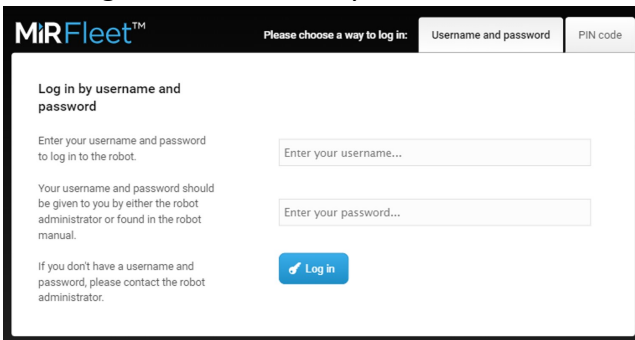 MiRFleet™
Please choose a way to log in:
Username and password
PIN code
Log in by username and
password
Enter your username and password
to log in to the robot.
Enter your username...
Your username and password should
be given to you by either the robot
administrator or found in the robot
manual.
Enter your password...
If you don't have a username and
password, please contact the robot
administrator.
Log in